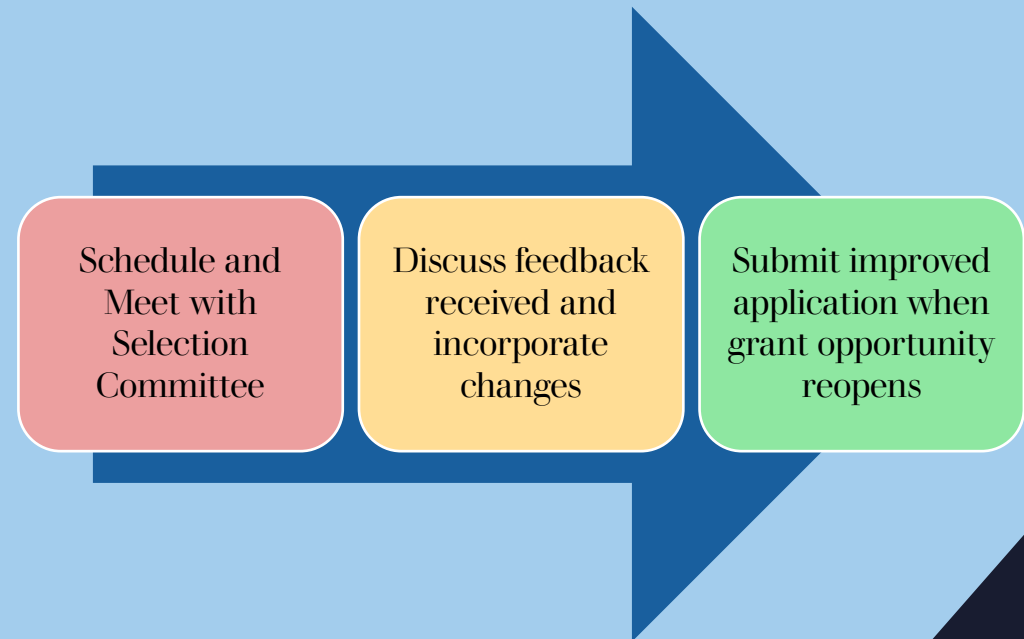 Schedule and
Meet with
Selection
Committee
Discuss feedback
received and
incorporate
changes
Submit improved
application when
grant opportunity
reopens